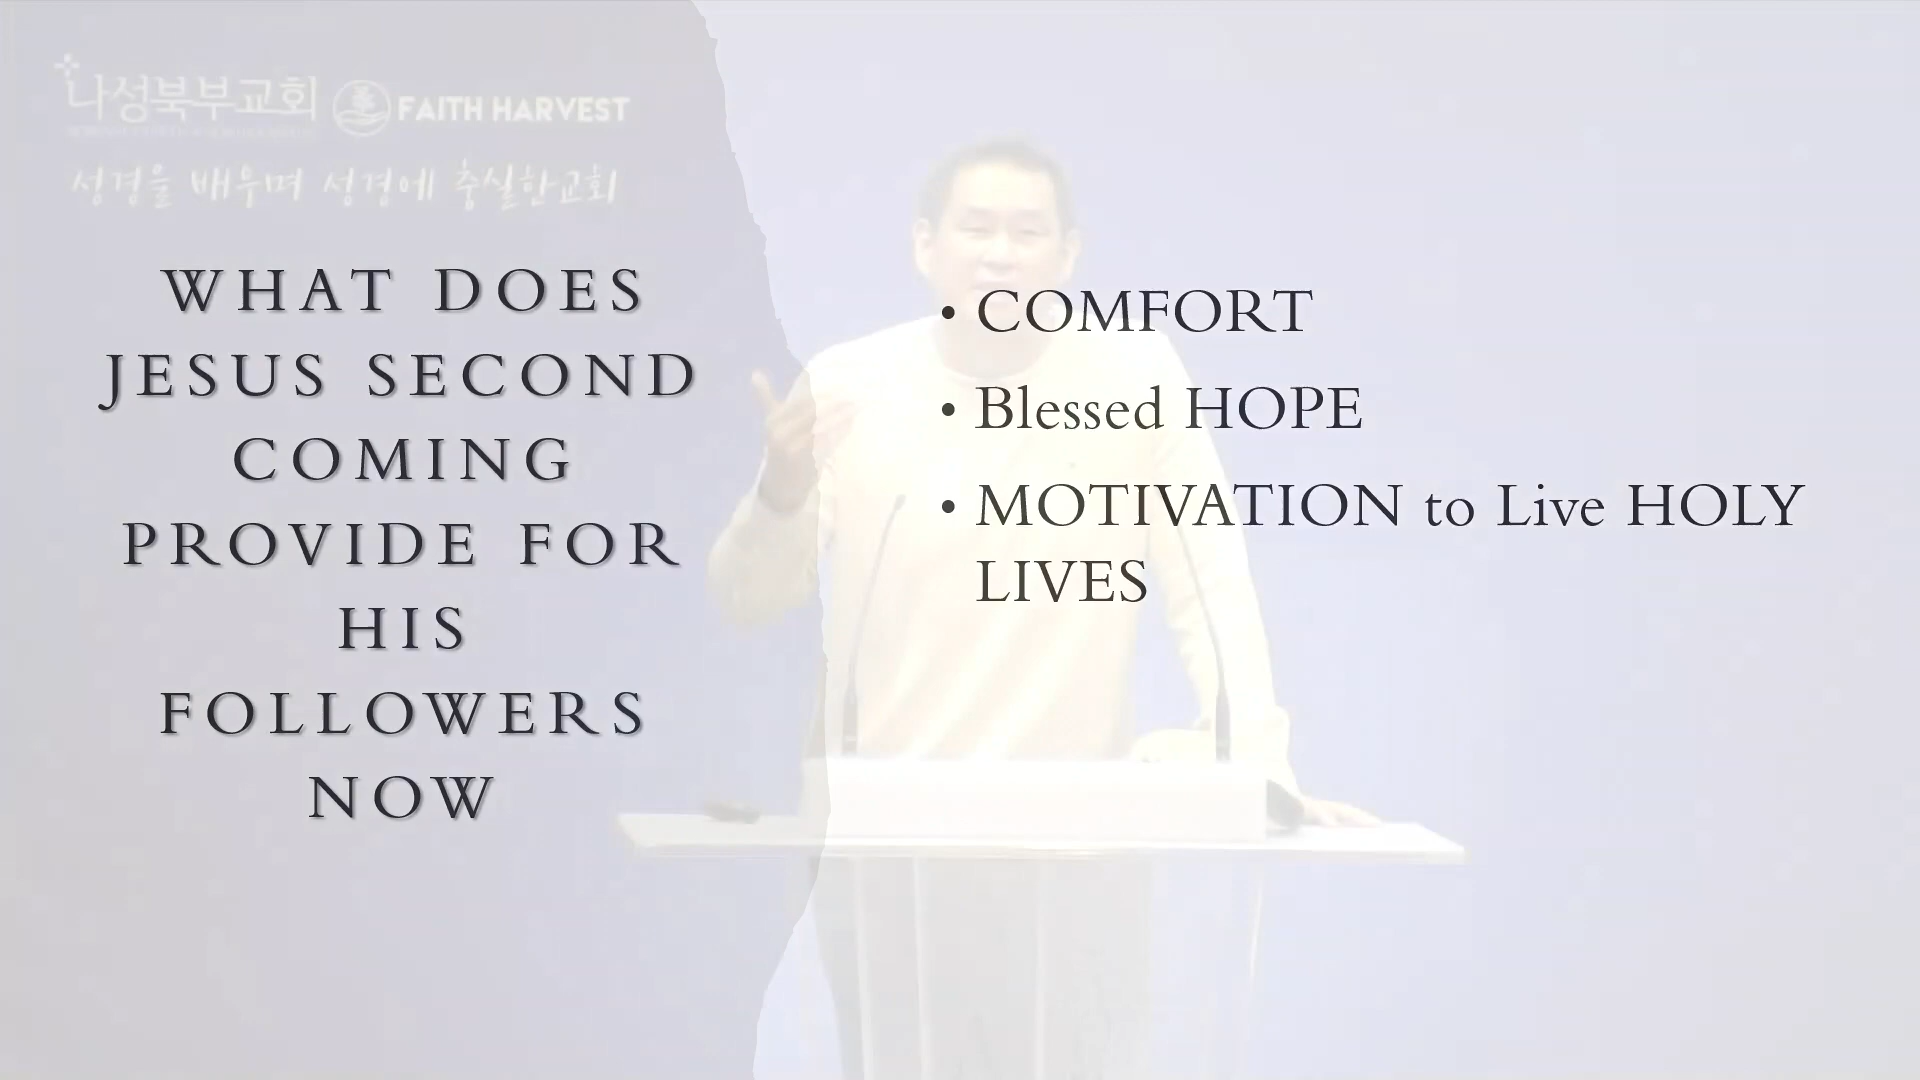 나성북부교회 FAITH HARVEST
성경을 배우며 성경에 충실한교회
WHAT DOES
JESUS SECOND
COMING
PROVIDE FOR
HIS
FOLLOWERS
NOW
• COMFORT
• Blessed HOPE
• MOTIVATION to Live HOLY
LIVES